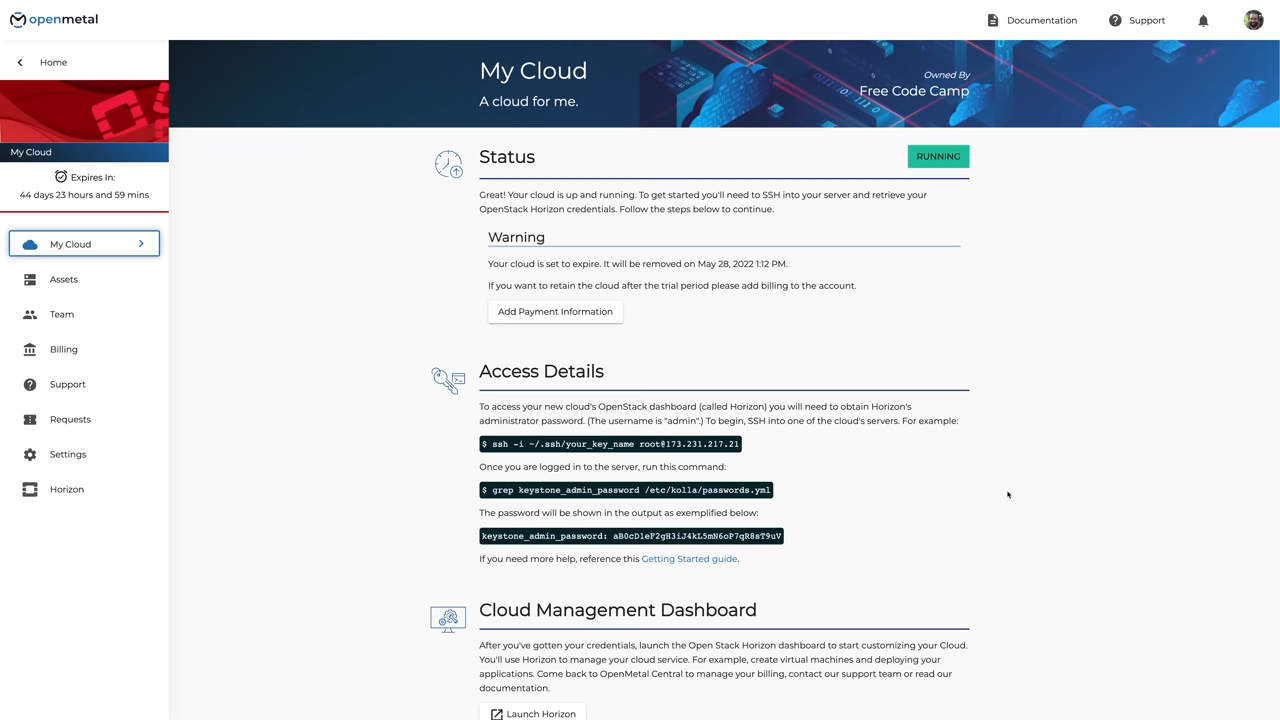 openmetal
Documentation
Support
Home
My Cloud
Expires In:
44 days 23 hours and 59 mins
My Cloud
Assets
Team
Billing
Support
Requests
Settings
Horizon
My Cloud
A cloud for me.
Owned By
Free Code Camp
Status
RUNNING
Great! Your cloud is up and running. To get started you'll need to SSH into your server and retrieve your
OpenStack Horizon credentials. Follow the steps below to continue.
Warning
Your cloud is set to expire. It will be removed on May 28, 2022 1:12 PM.
If you want to retain the cloud after the trial period please add billing to the account.
Add Payment Information
Access Details
To access your new cloud's OpenStack dashboard (called Horizon) you will need to obtain Horizon's
administrator password. (The username is "admin".) To begin, SSH into one of the cloud's servers. For example:
$ ssh -i ~/.ssh/your_key_name root@173.231.217.21
Once you are logged in to the server, run this command:
$ grep keystone_admin_password /etc/kolla/passwords.yml
The password will be shown in the output as exemplified below:
keystone_admin_password: aB0cD1eF2gH3iJ4kL5mN6oP7qR8sT9uV
If you need more help, reference this Getting Started guide.
Cloud Management Dashboard
After you've gotten your credentials, launch the Open Stack Horizon dashboard to start customizing your Cloud.
You'll use Horizon to manage your cloud service. For example, create virtual machines and deploying your
applications. Come back to OpenMetal Central to manage your billing, contact our support team or read our
documentation.
Launch Horizon